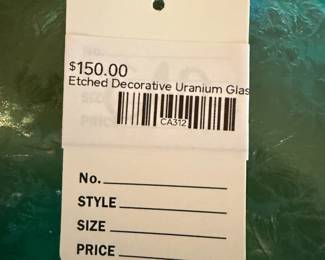 $150.00
Etched Decorative Uranium Glas
CA312
No.
STYLE
SIZE
PRICE